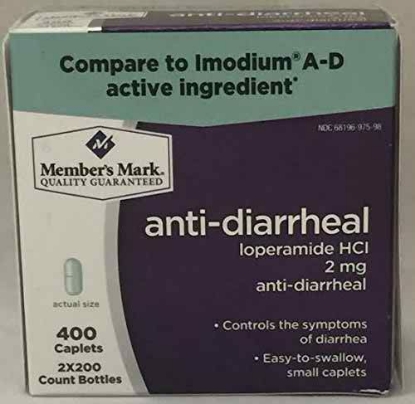 Compare to Imodium® A-D
active ingredient*
NDC 68196-975-98
Member's Mark®
QUALITY GUARANTEED
anti-diarrheal
loperamide HCl
2 mg
anti-diarrheal
actual size
400
Caplets
2X200
Count Bottles
• Controls the symptoms
of diarrhea
• Easy-to-swallow,
small caplets